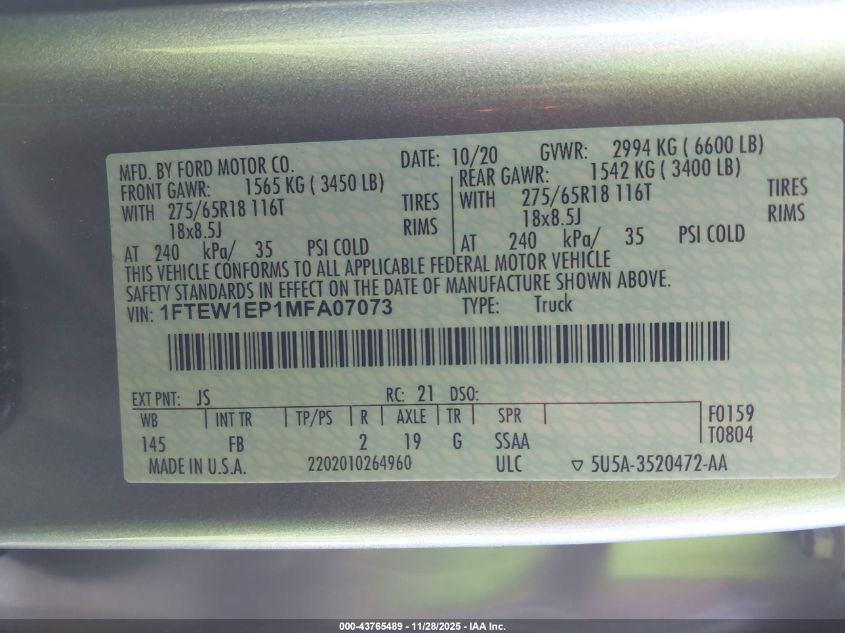 MFD. BY FORD MOTOR CO. DATE: 10/20 GVWR: 2994 KG ( 6600 LB)
FRONT GAWR: 1565 KG ( 3450 LB) REAR GAWR: 1542 KG ( 3400 LB)
WITH 275/65R18 116T TIRES WITH 275/65R18 116T TIRES
18x8.5J RIMS 18x8.5J RIMS
AT 240 kPa/ 35 PSI COLD AT 240 kPa/ 35 PSI COLD
THIS VEHICLE CONFORMS TO ALL APPLICABLE FEDERAL MOTOR VEHICLE
SAFETY STANDARDS IN EFFECT ON THE DATE OF MANUFACTURE SHOWN ABOVE.
VIN: 1FTEW1EP1MFA07073 TYPE: Truck
EXT PNT: JS RC: 21 DSO:
WB INT TR TP/PS R AXLE TR SPR F0159
145 FB 2 19 G SSAA T0804
MADE IN U.S.A. 2202010264960 ULC ▽ 5U5A-3520472-AA
000-43765489 - 11/28/2025 - IAA Inc.